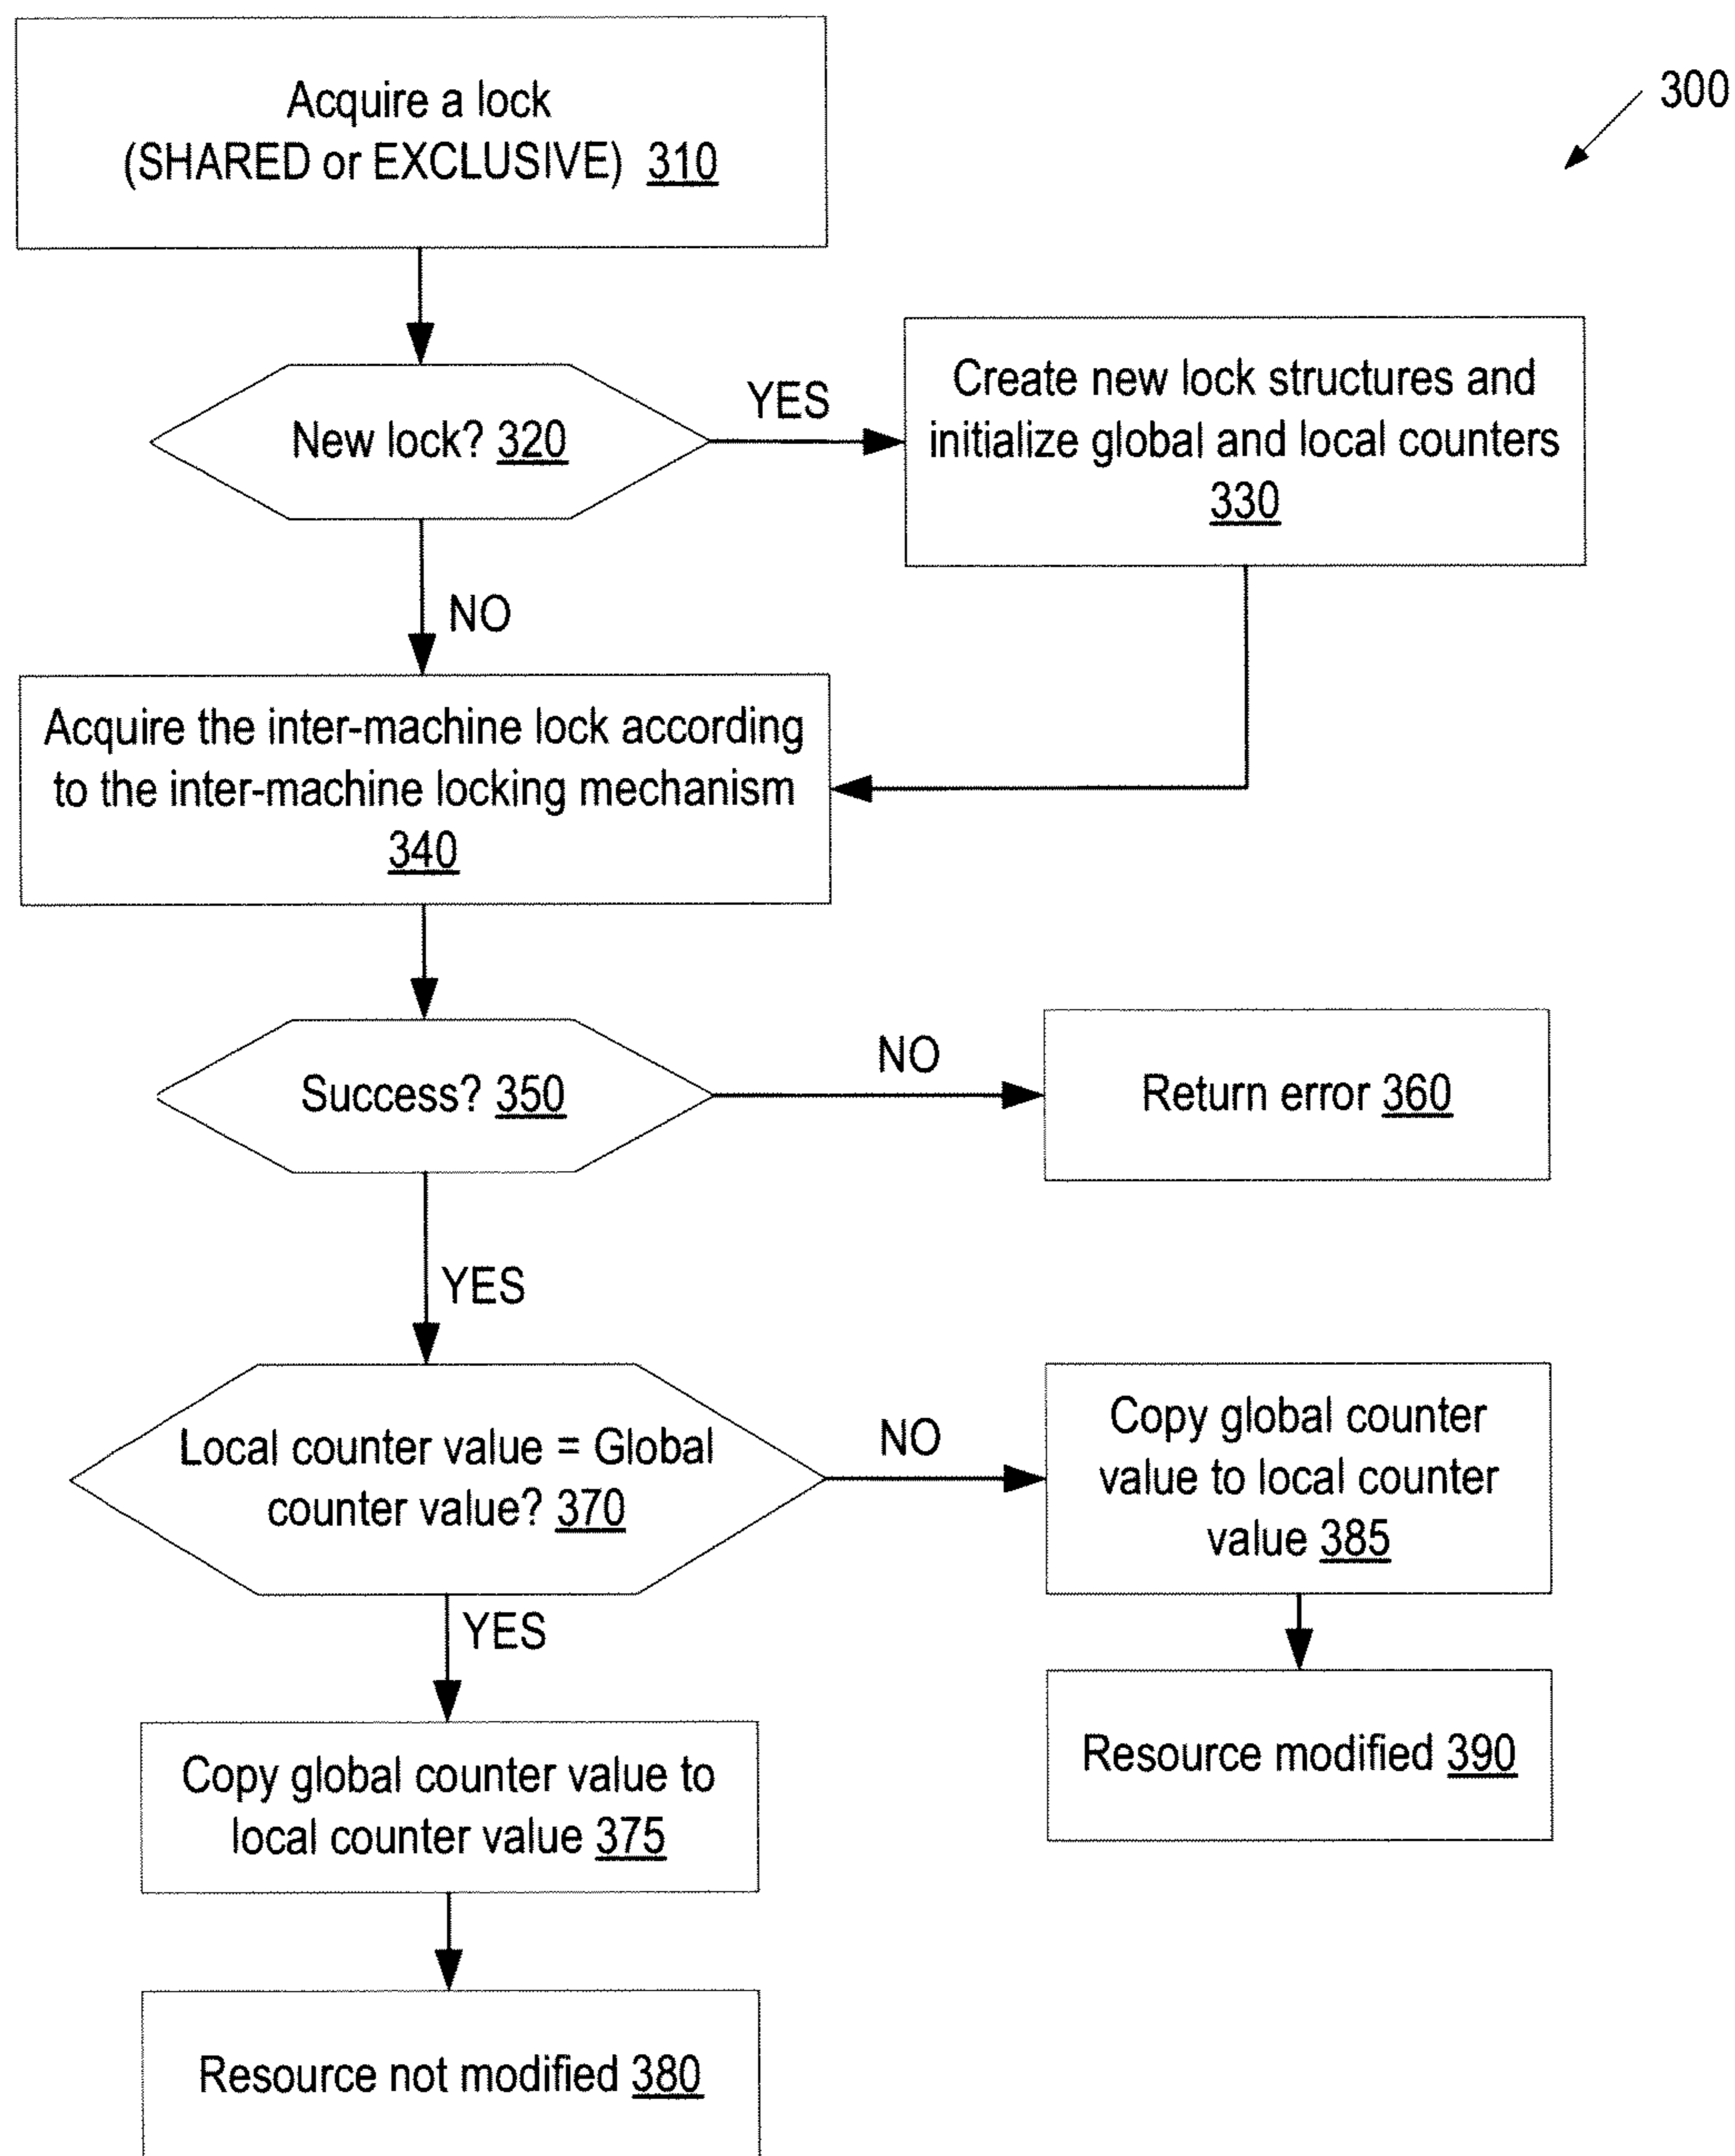 300
Acquire a lock
(SHARED or EXCLUSIVE) 310
New lock? 320
YES
Create new lock structures and
initialize global and local counters
330
NO
Acquire the inter-machine lock according
to the inter-machine locking mechanism
340
Success? 350
NO
Return error 360
YES
Local counter value = Global
counter value? 370
NO
Copy global counter
value to local counter
value 385
YES
Resource modified 390
Copy global counter value to
local counter value 375
Resource not modified 380